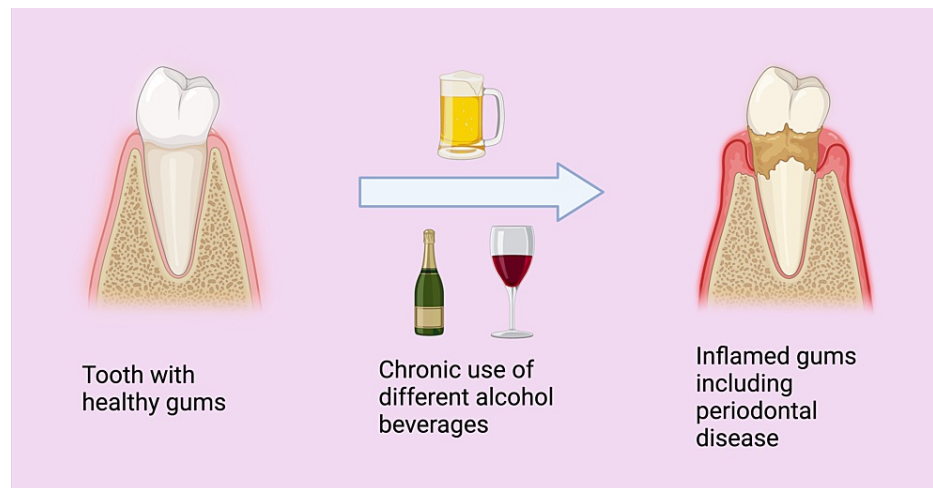 Tooth with
healthy gums
Chronic use of
different alcohol
beverages
Inflamed gums
including
periodontal
disease